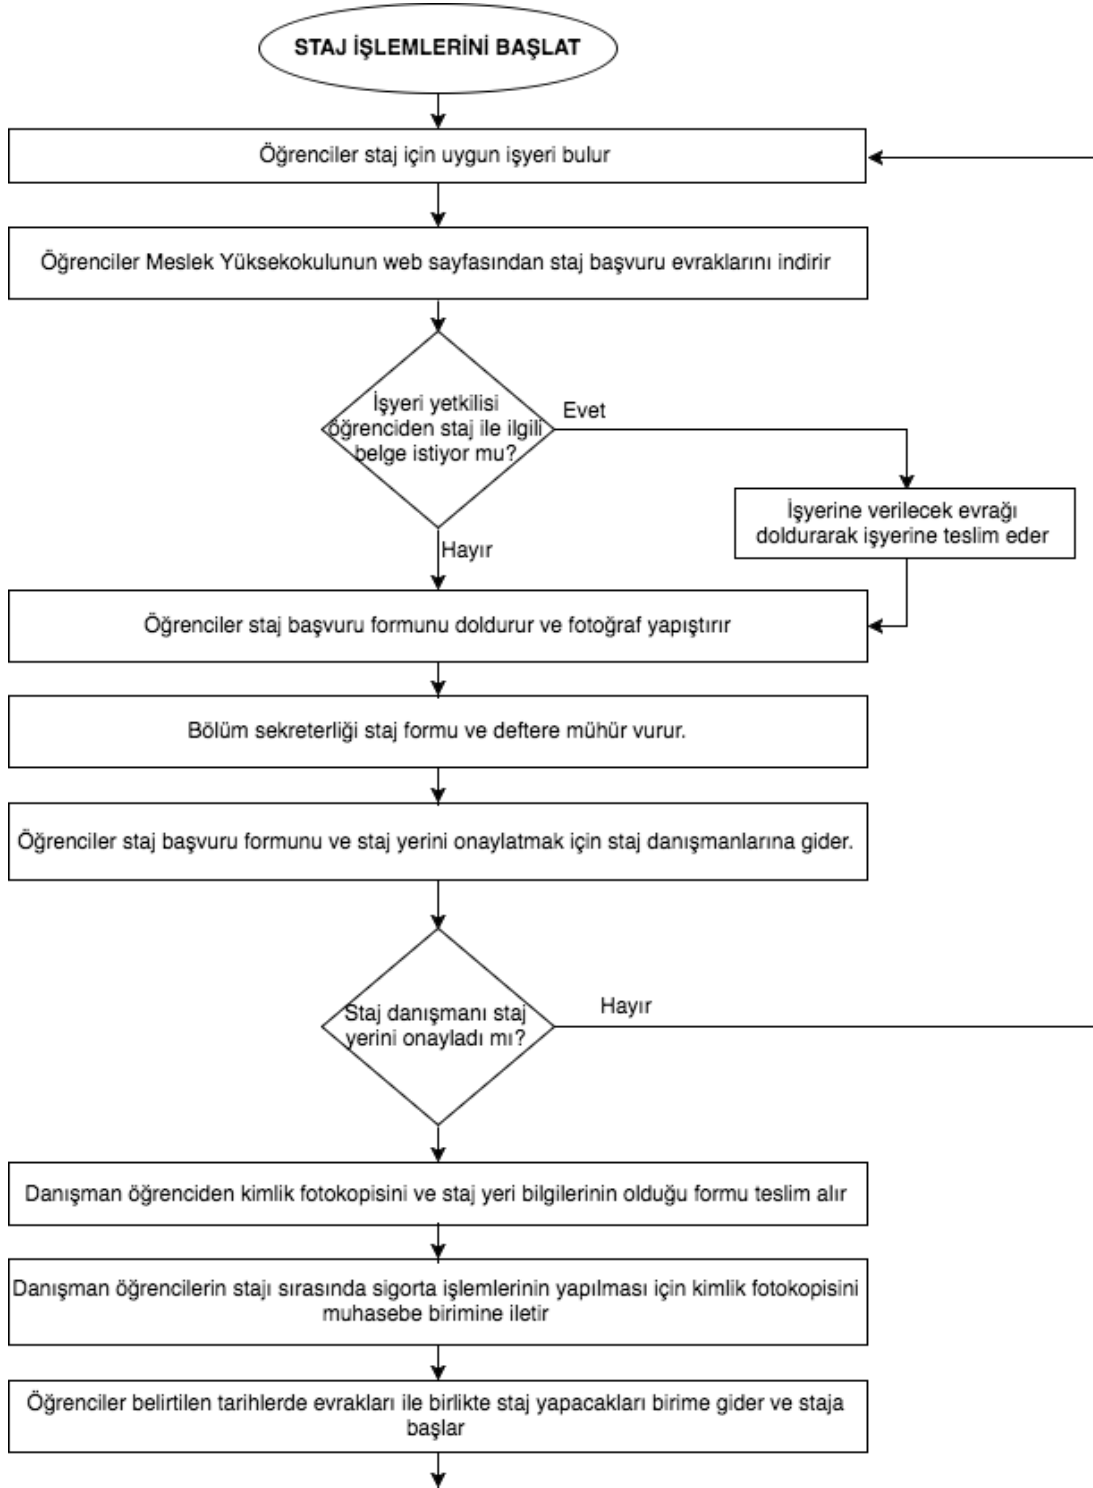 STAJ İŞLEMLERİNİ BAŞLAT
Öğrenciler staj için uygun işyeri bulur
Öğrenciler Meslek Yüksekokulunun web sayfasından staj başvuru evraklarını indirir
İşyeri yetkilisi
öğrenciden staj ile ilgili
belge istiyor mu?
Evet
İşyerine verilecek evrağı
doldurarak işyerine teslim eder
Hayır
Öğrenciler staj başvuru formunu doldurur ve fotoğraf yapıştırır
Bölüm sekreterliği staj formu ve deftere mühür vurur.
Öğrenciler staj başvuru formunu ve staj yerini onaylatmak için staj danışmanlarına gider.
Staj danışmanı staj
yerini onayladı mı?
Hayır
Danışman öğrenciden kimlik fotokopisini ve staj yeri bilgilerinin olduğu formu teslim alır
Danışman öğrencilerin stajı sırasında sigorta işlemlerinin yapılması için kimlik fotokopisini
muhasebe birimine iletir
Öğrenciler belirtilen tarihlerde evrakları ile birlikte staj yapacakları birime gider ve staja
başlar